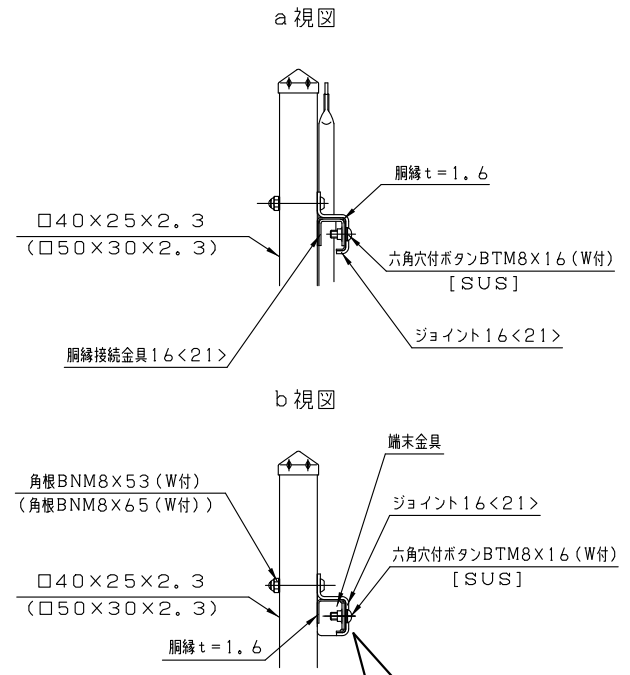 a視図
胴縁t=1．6
□40×25×2．3
(□50×30×2．3)
六角穴付ボタンBTM8×16(W付)
[SUS]
ジョイント16<21>
胴縁接続金具16<21>
b視図
端末金具
角根BNM8×53(W付)
(角根BNM8×65(W付))
ジョイント16<21>
六角穴付ボタンBTM8×16(W付)
[SUS]
□40×25×2．3
(□50×30×2．3)
胴縁t=1．6